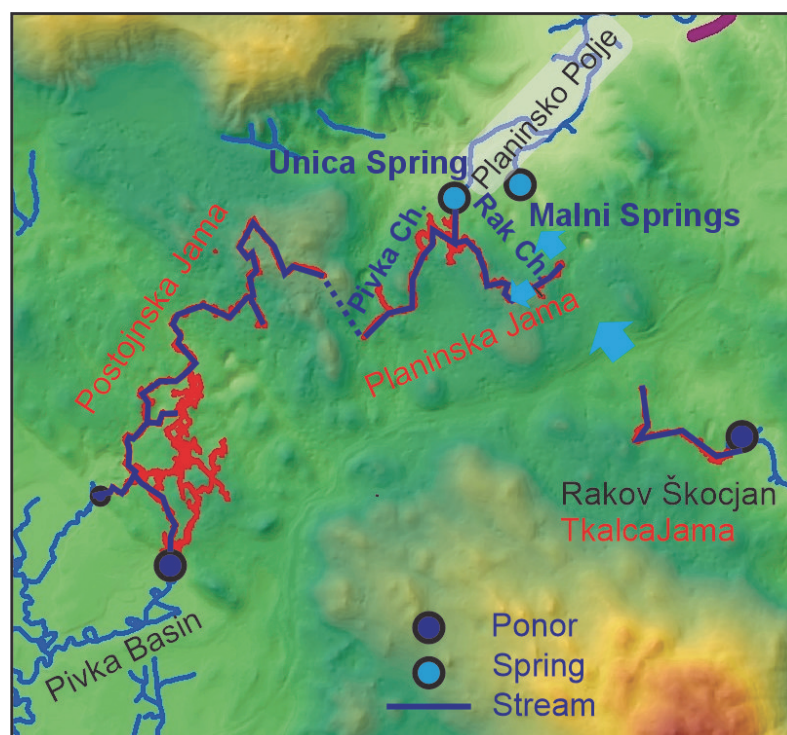 Planinsko Polje
Unica Spring
Malni Springs
Rak Ch.
Pivka Ch.
Postojnska Jama
Planinska Jama
Rakov Škocjan
TkalcaJama
Pivka Basin
Ponor
Spring
Stream